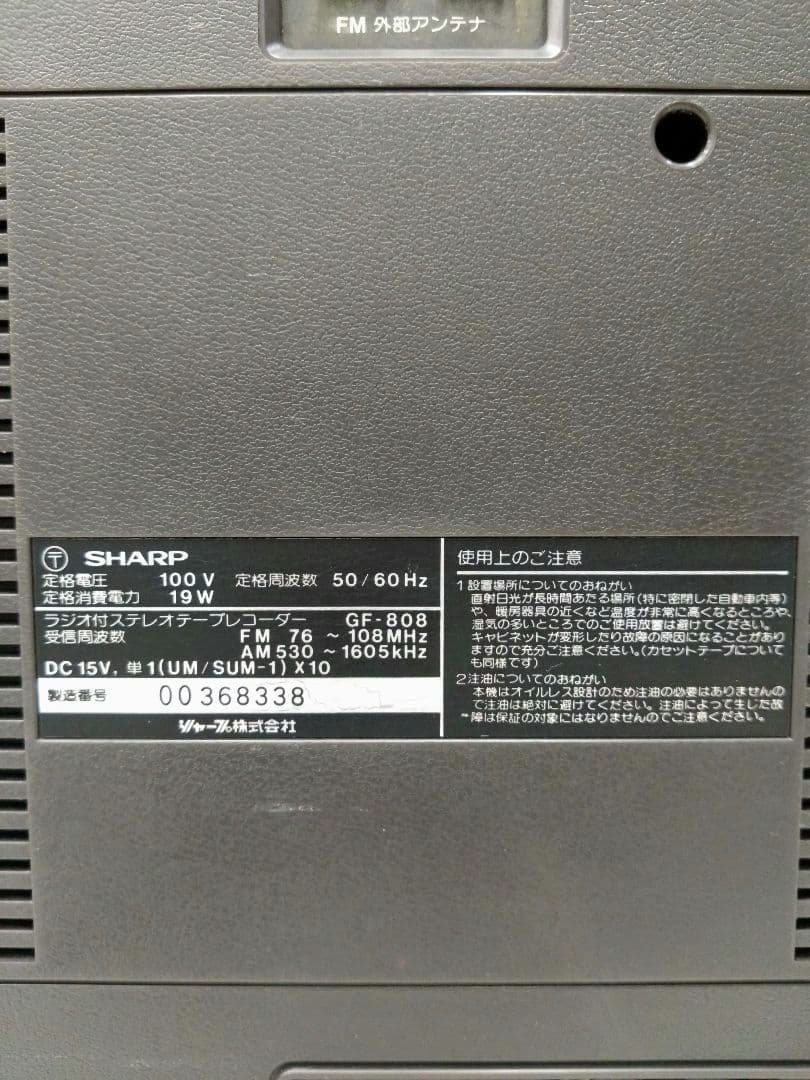 FM 外部アンテナ
〒 SHARP
定格電圧 100V 定格周波数 50/60Hz
定格消費電力 19W
ラジオ付ステレオテープレコーダー GF-808
受信周波数 FM 76 ~ 108MHz
AM 530 ~ 1605kHz
DC 15V, 単1(UM/SUM-1) X10
製造番号 00368338
シャープ株式会社
使用上のご注意
1 設置場所についてのおねがい
直射日光が長時間あたる場所(特に密閉した自動車内等)
や、暖房器具の近くなど温度が非常に高くなるところや、
湿気の多いところでのご使用放置は避けてください。
キャビネットが変形したり故障の原因になることがあり
ますので充分ご注意ください。(カセットテープについて
も同様です)
2 注油についてのおねがい
本機はオイルレス設計のため注油の必要はありませんの
で注油は絶対に避けてください。注油によって生じた故
障は保証の対象にはなりませんのでご注意ください。